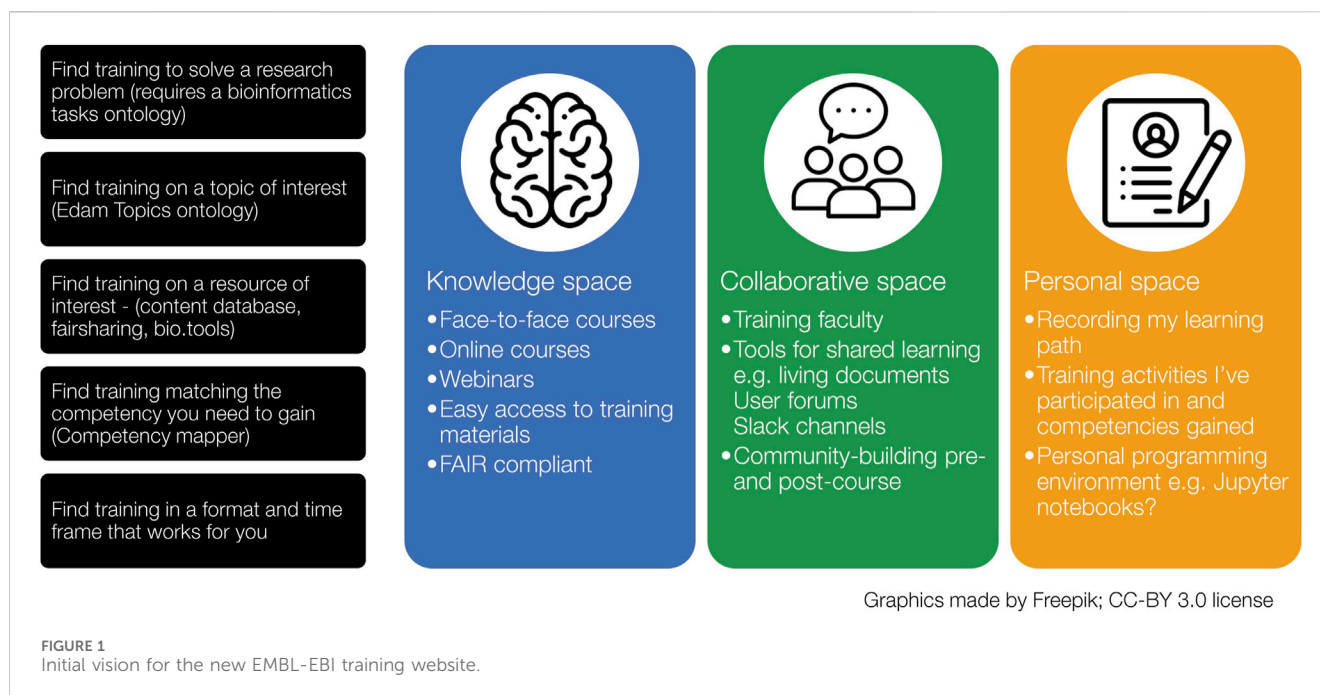 Find training to solve a research
problem (requires a bioinformatics
tasks ontology)
Find training on a topic of interest
(Edam Topics ontology)
Find training on a resource of
interest - (content database,
fairsharing, bio.tools)
Find training matching the
competency you need to gain
(Competency mapper)
Find training in a format and time
frame that works for you
Knowledge space
•Face-to-face courses
•Online courses
•Webinars
•Easy access to training
materials
•FAIR compliant
Collaborative space
•Training faculty
•Tools for shared learning
e.g. living documents
User forums
Slack channels
•Community-building pre-
and post-course
Personal space
•Recording my learning
path
•Training activities I've
participated in and
competencies gained
•Personal programming
environment e.g. Jupyter
notebooks?
Graphics made by Freepik; CC-BY 3.0 license
FIGURE 1
Initial vision for the new EMBL-EBI training website.